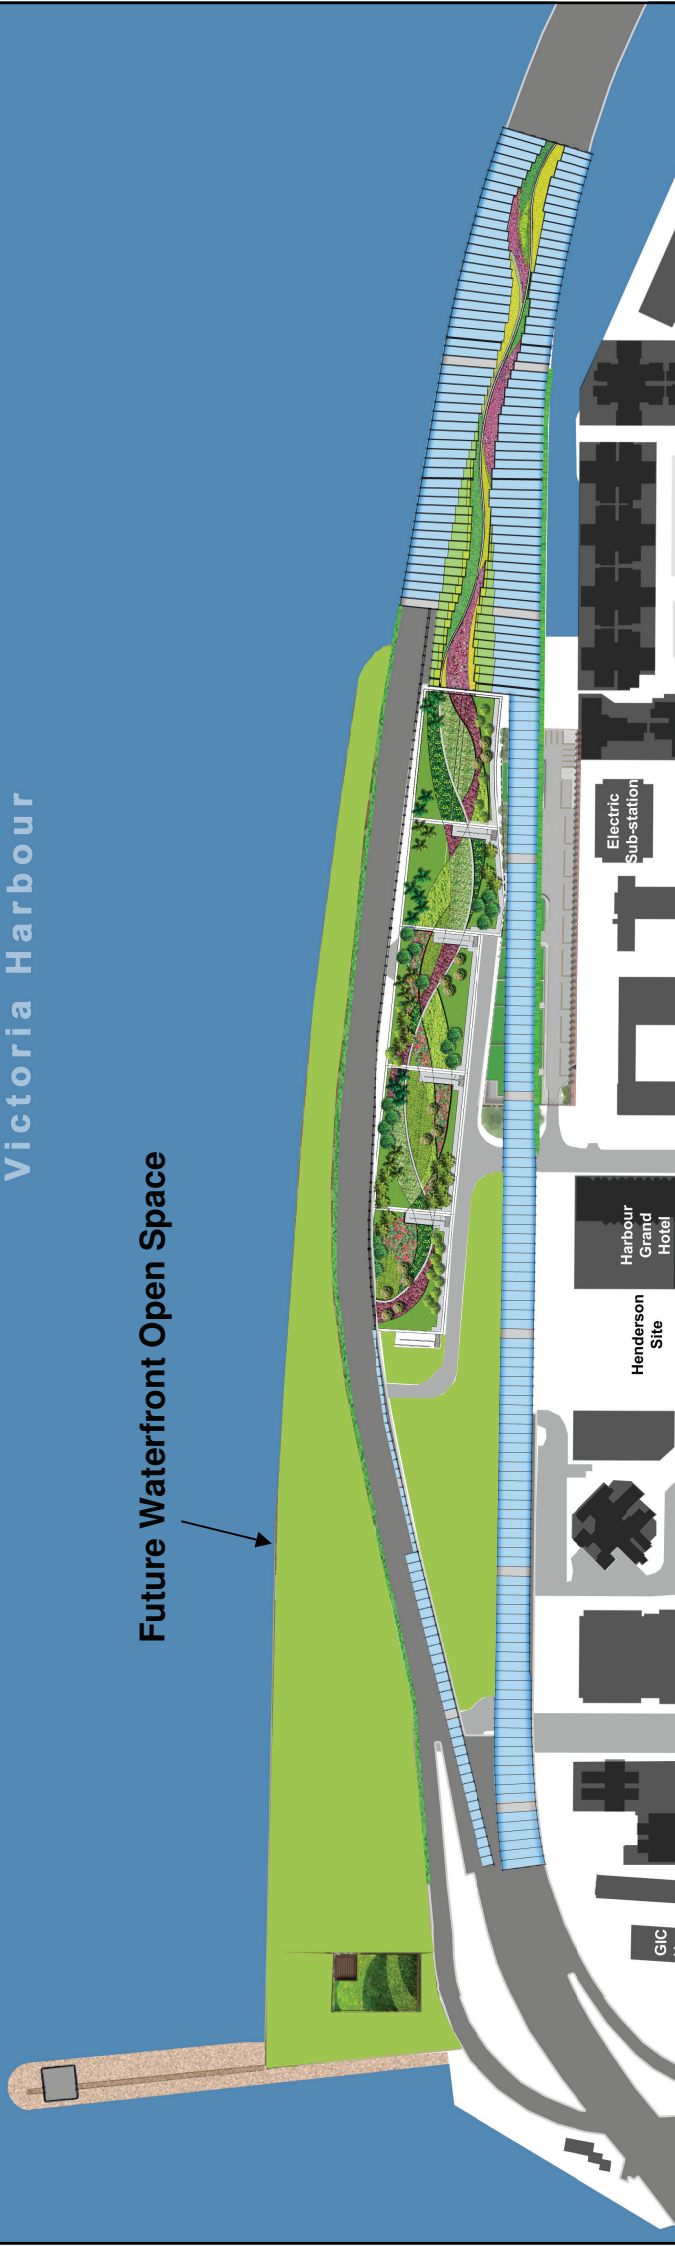 Victoria Harbour
Future Waterfront Open Space
Electric
Sub-station
Harbour
Grand
Hotel
Henderson
Site
GIC